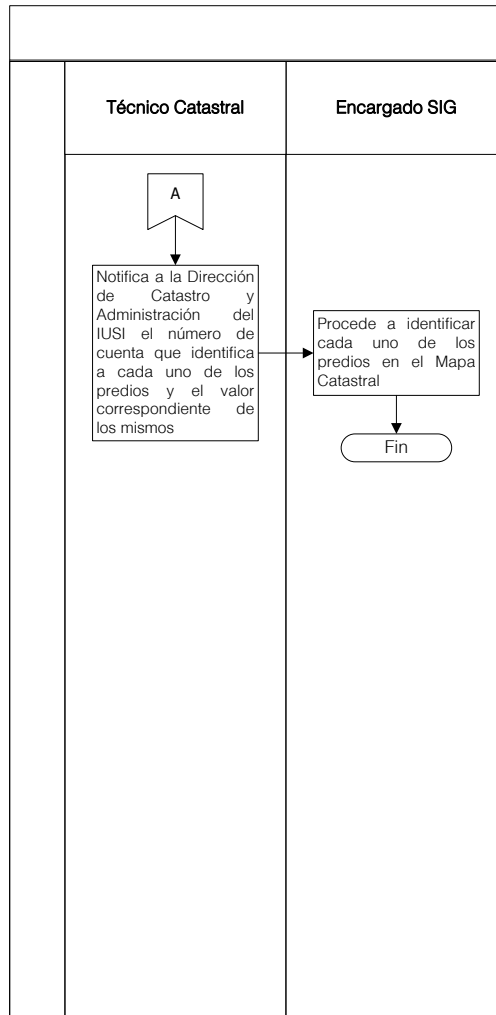 Técnico Catastral
Encargado SIG
A
Notifica a la Dirección
de Catastro y
Administración del
IUSI el número de
cuenta que identifica
a cada uno de los
predios y el valor
correspondiente de
los mismos
Procede a identificar
cada uno de los
predios en el Mapa
Catastral
Fin